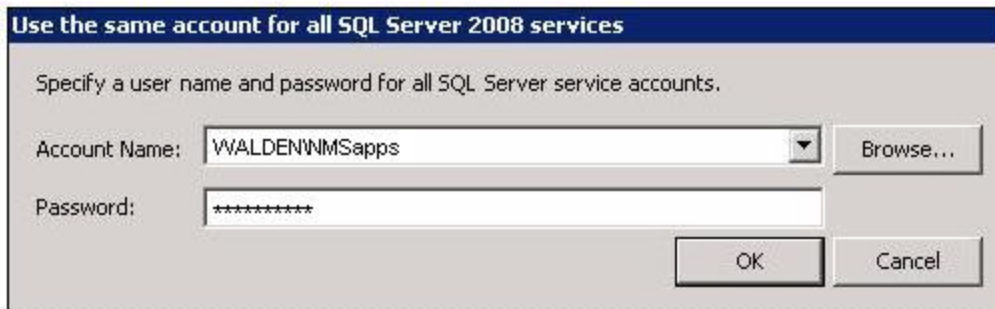 Use the same account for all SQL Server 2008 services
Specify a user name and password for all SQL Server service accounts.
Account Name: WALDEN\NMSapps Browse...
Password: **********
OK Cancel